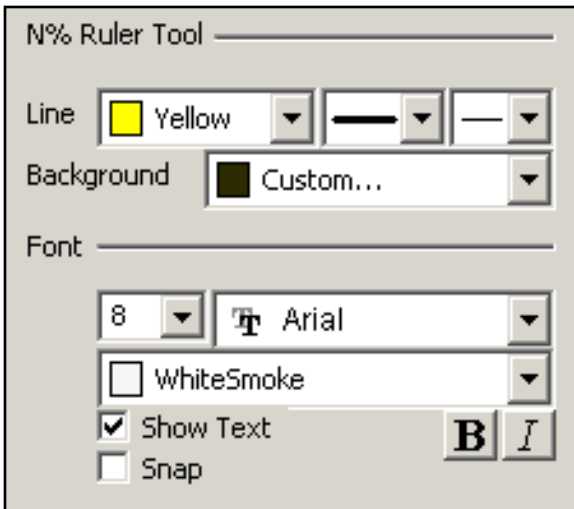 N% Ruler Tool
Line Yellow
Background Custom...
Font
8 Arial
WhiteSmoke
Show Text B I
Snap